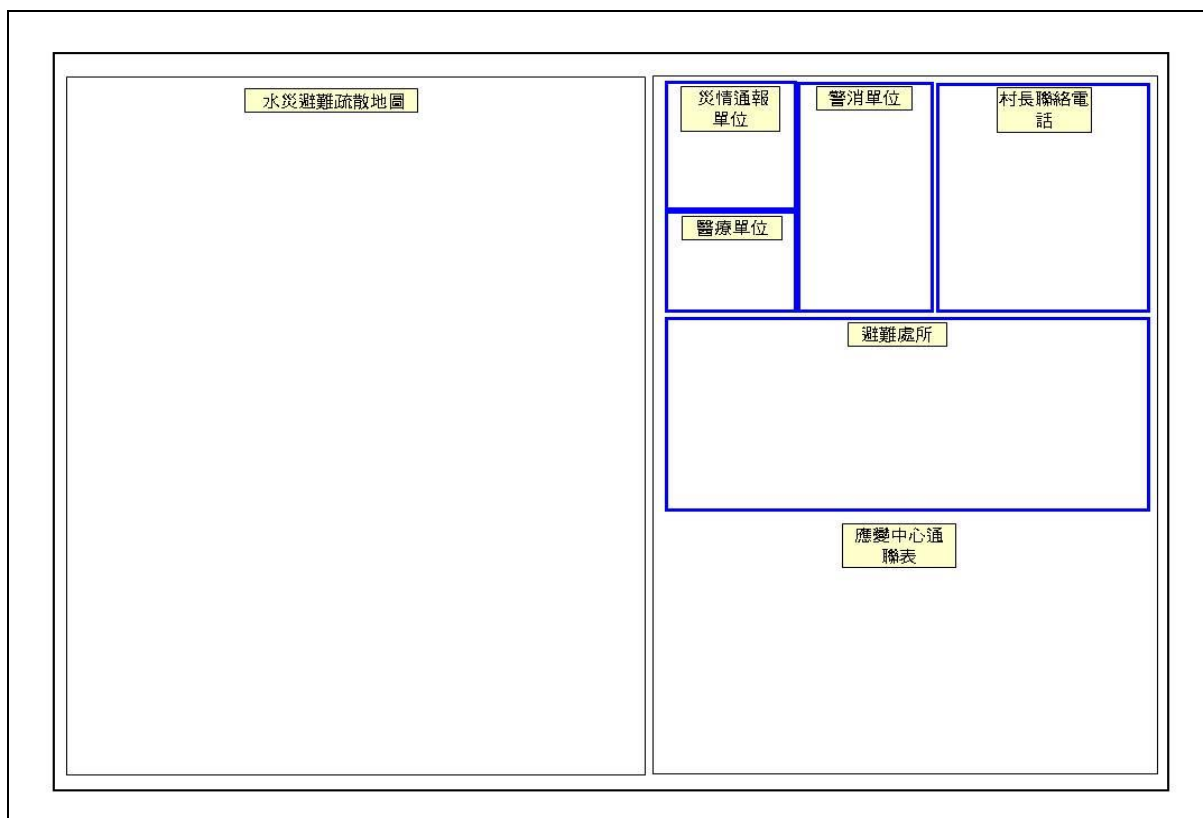 水災避難疏散地圖
災情通報
單位
警消單位
村長聯絡電
話
醫療單位
避難處所
應變中心通
聯表